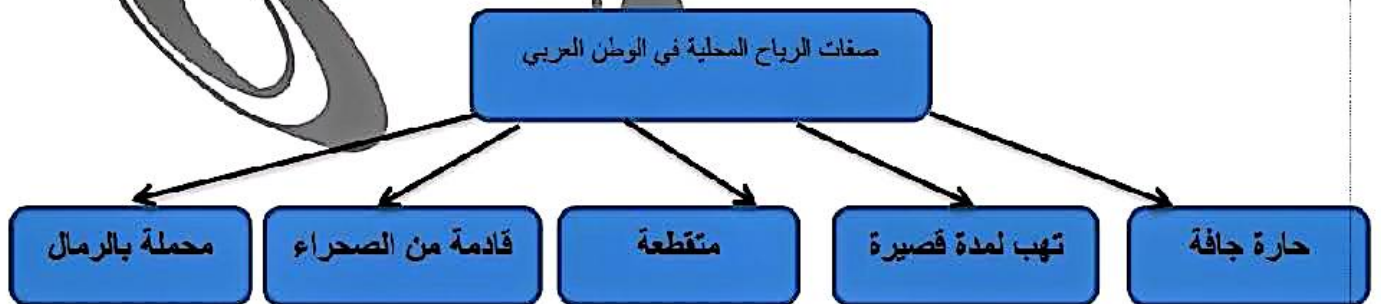 صفات الرياح المحلية في الوطن العربي
حارة جافة
تهب لمدة قصيرة
متقطعة
قادمة من الصحراء
محملة بالرمال